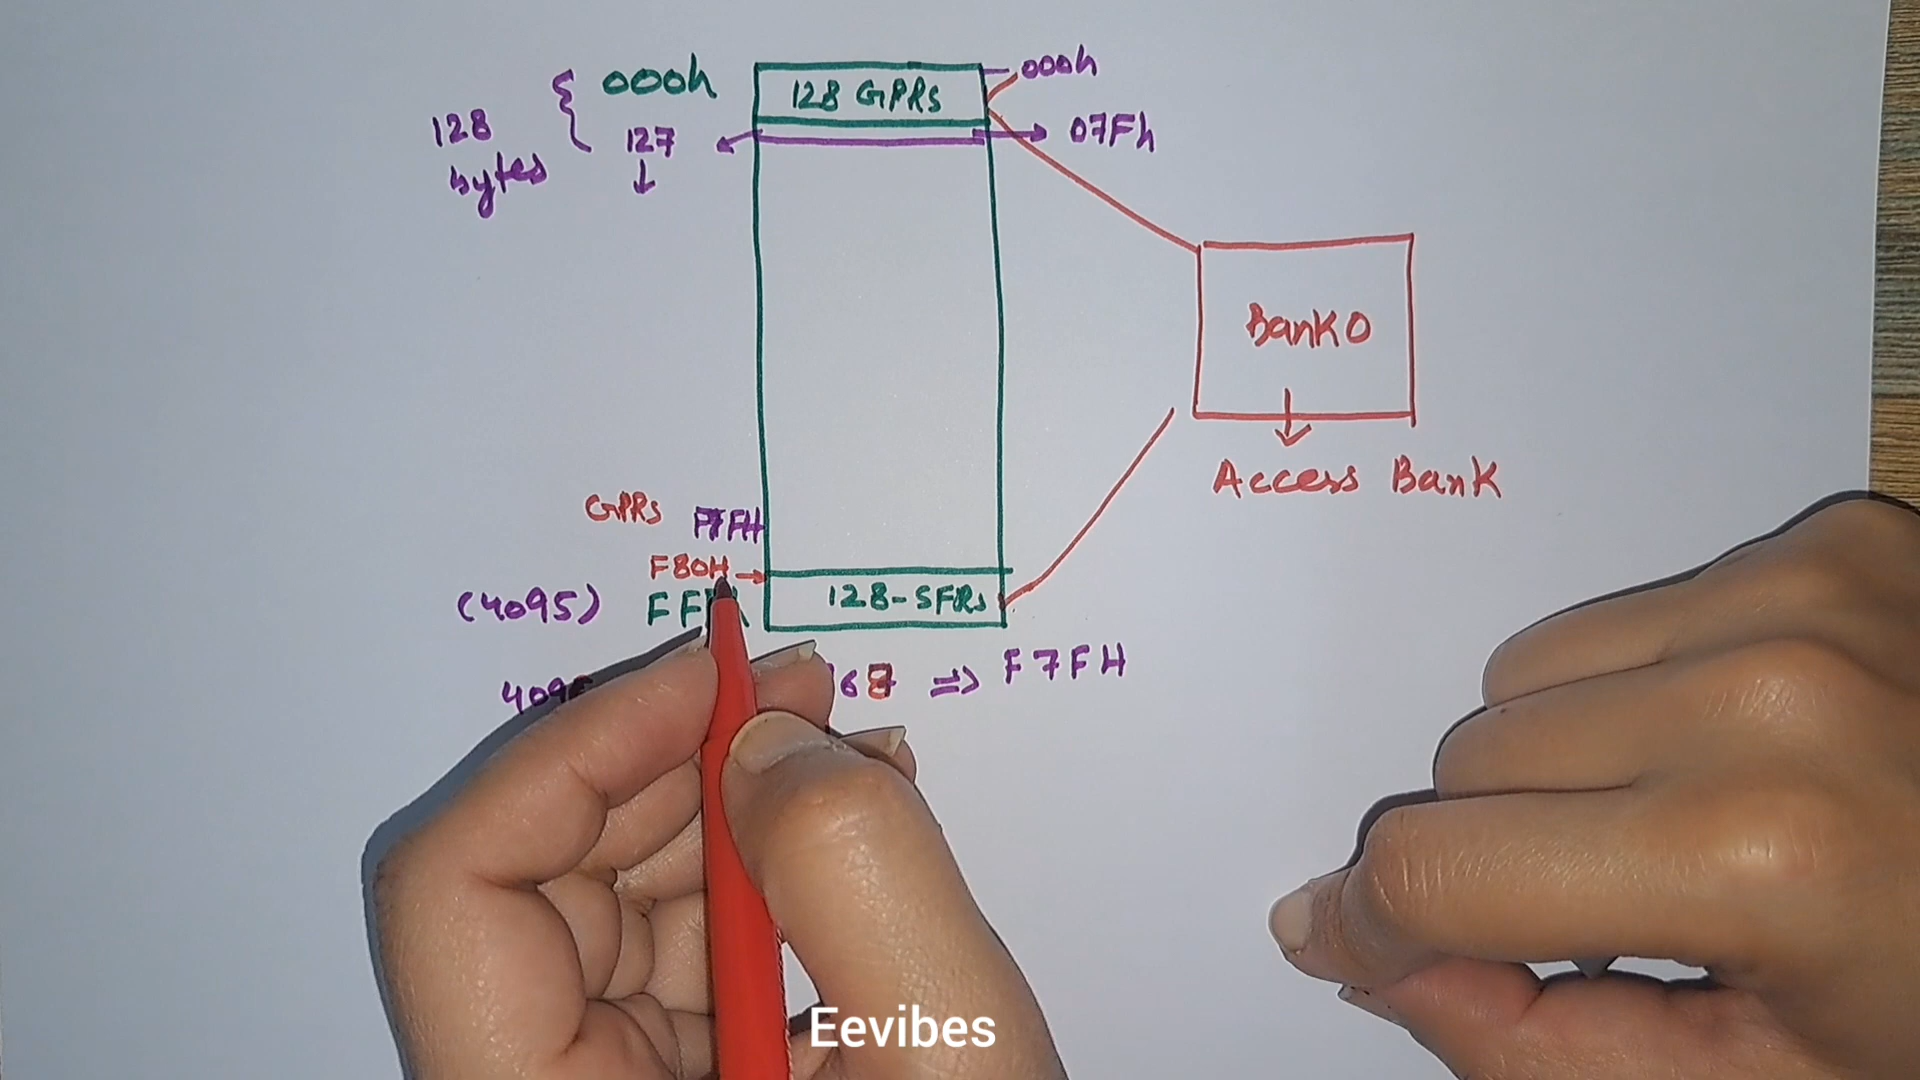 000h 128 GPRs 000h
128 bytes 127 07Fh
Bank0
Access Bank
GPRs F7FH
F80H
(4095) 128-SFRs
68 => F7FH
Eevibes